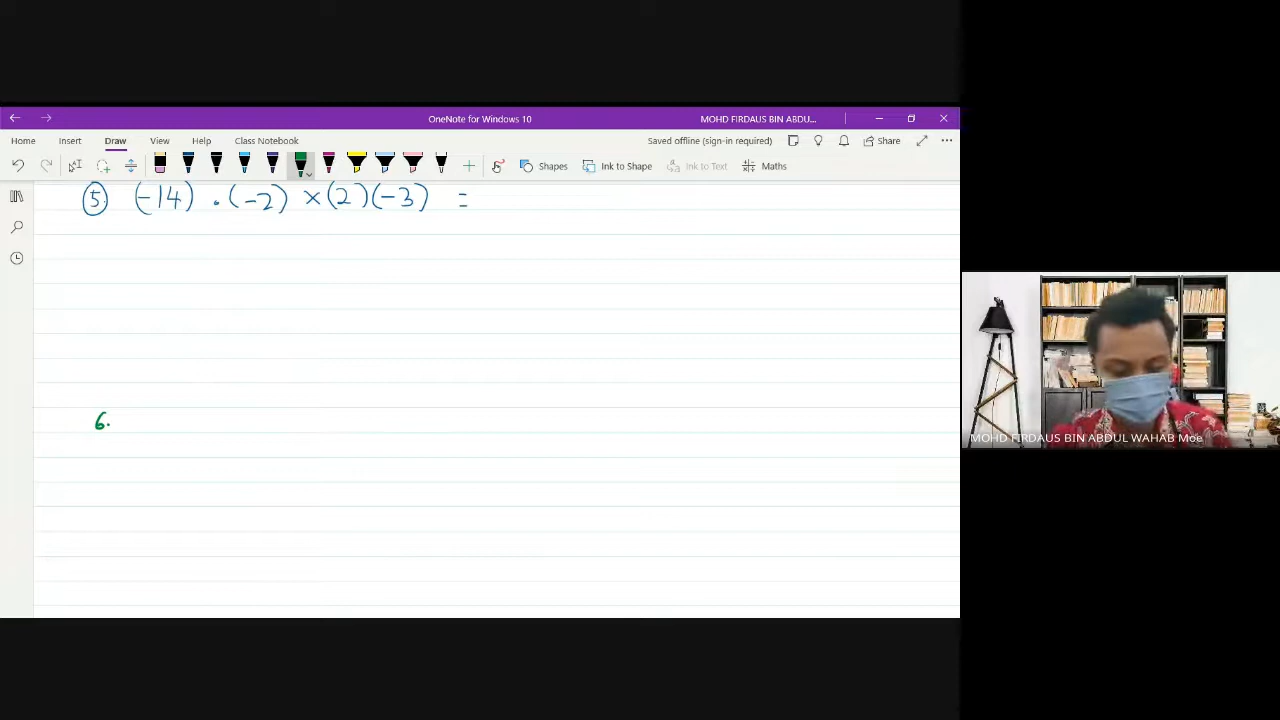 OneNote for Windows 10
MOHD FIRDAUS BIN ABDU...
Home Insert Draw View Help Class Notebook
Saved offline (sign-in required)
Share
Shapes Ink to Shape Ink to Text Maths
⑤ (-14) . (-2) × (2)(-3) =
6.
MOHD FIRDAUS BIN ABDUL WAHAB Moe